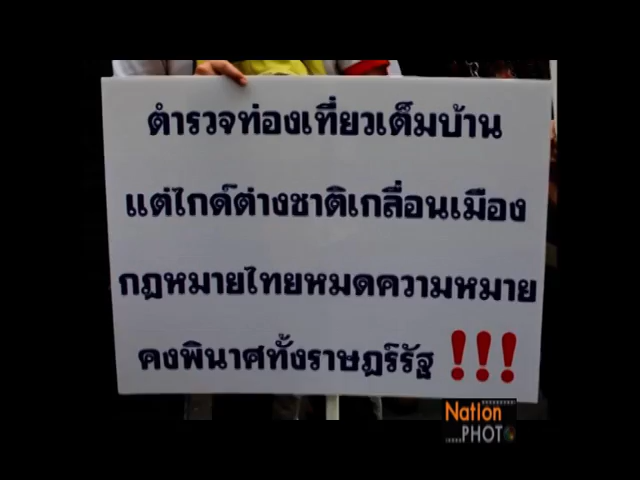 ตำรวจท่องเที่ยวเต็มบ้าน
แต่ไกด์ต่างชาติเกลื่อนเมือง
กฎหมายไทยหมดความหมาย
คงพินาศทั้งราษฎร์รัฐ !!!
Nation
.....PHOTO